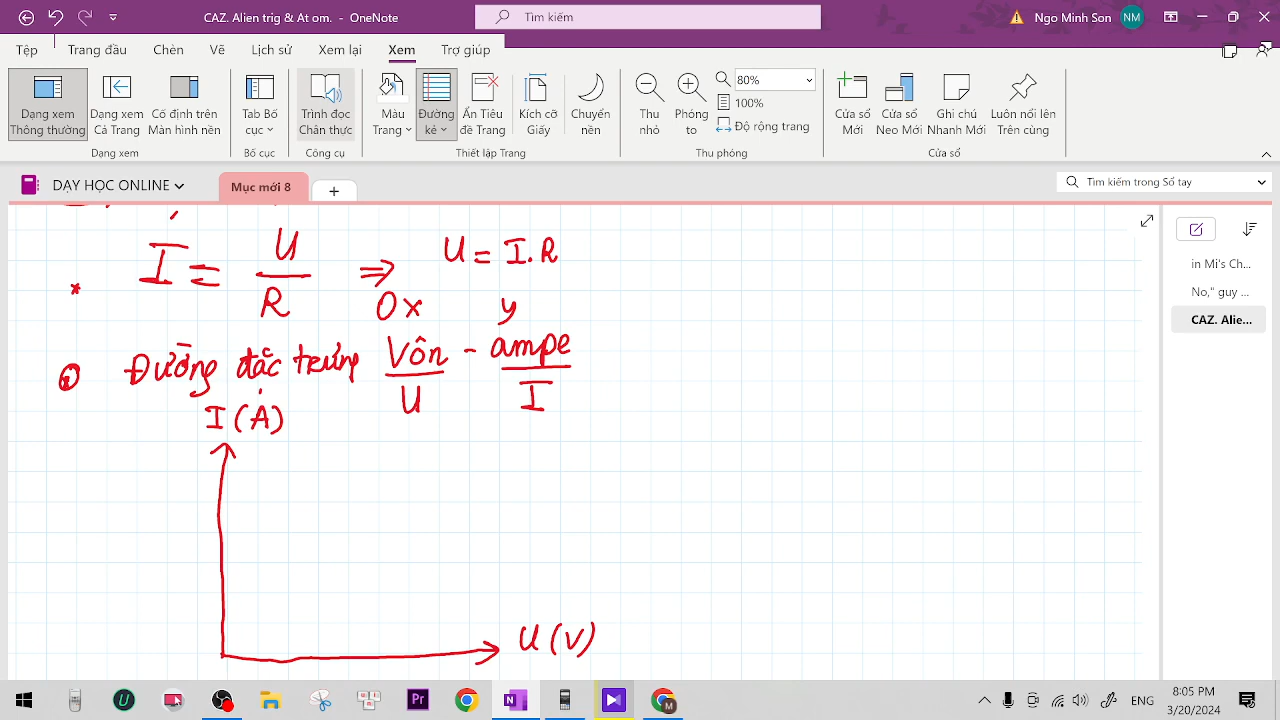 CAZ. Alien Trig At om. - OneNote
Tìm kiếm
Ngo Minh Son NM
Tệp Trang đầu Chèn Vẽ Lịch sử Xem lại Xem Trợ giúp
Dạng xem Thông thường
Dạng xem Cả Trang
Cố định trên Màn hình nền
Tab Bố cục
Trình đọc Chân thực
Màu Trang
Đường kẻ
Ẩn Tiêu đề Trang
Kích cỡ Giấy
Chuyển nền
Thu nhỏ
Phóng to
80%
100%
Độ rộng trang
Cửa sổ Mới
Cửa sổ Neo Mới
Ghi chú Nhanh Mới
Luôn nổi lên Trên cùng
Dạng xem Bố cục Công cụ Thiết lập Trang Thu phóng Cửa sổ
DẠY HỌC ONLINE Mục mới 8 +
Tìm kiếm trong Sổ tay
in Mi's Ch...
No," guy ...
CAZ. Alie...
* I = U/R ⇒ U = I.R
0x y
Đường đặc trưng Vôn - ampe
U I
I (A)
U (V)
U Pr N M
ENG
8:05 PM
3/20/2024